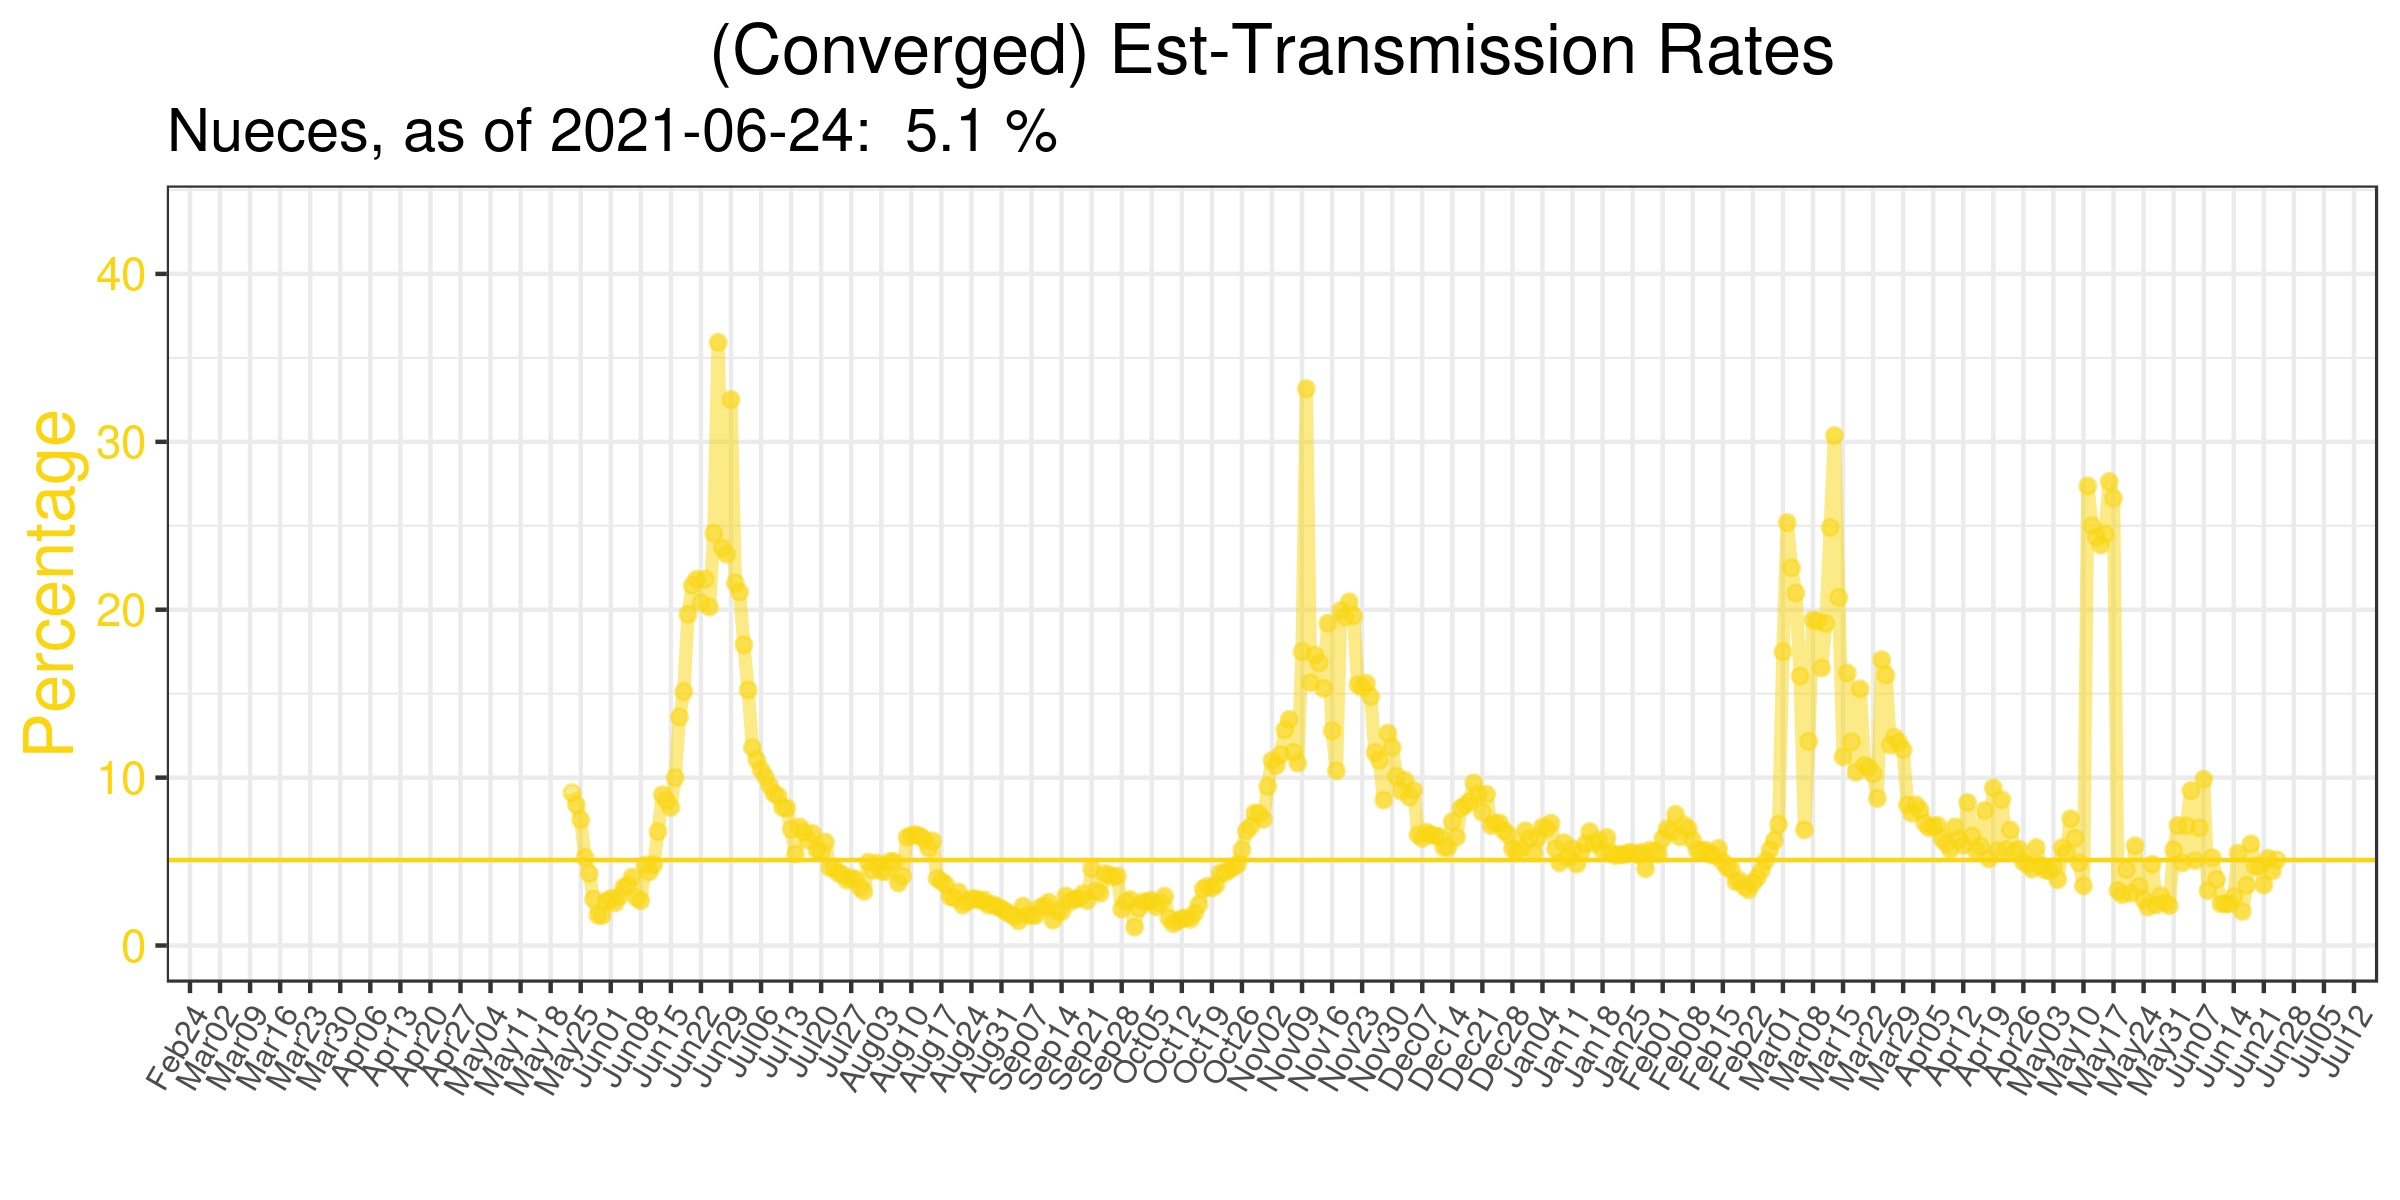 (Converged) Est-Transmission Rates
Nueces, as of 2021-06-24: 5.1 %
Percentage
40
30
20
10
0
Feb24
Mar02
Mar09
Mar16
Mar23
Mar30
Apr06
Apr13
Apr20
Apr27
May04
May11
May18
May25
Jun01
Jun08
Jun15
Jun22
Jun29
Jul06
Jul13
Jul20
Jul27
Aug03
Aug10
Aug17
Aug24
Aug31
Sep07
Sep14
Sep21
Sep28
Oct05
Oct12
Oct19
Oct26
Nov02
Nov09
Nov16
Nov23
Nov30
Dec07
Dec14
Dec21
Dec28
Jan04
Jan11
Jan18
Jan25
Feb01
Feb08
Feb15
Feb22
Mar01
Mar08
Mar15
Mar22
Mar29
Apr05
Apr12
Apr19
Apr26
May03
May10
May17
May24
May31
Jun07
Jun14
Jun21
Jun28
Jul05
Jul12